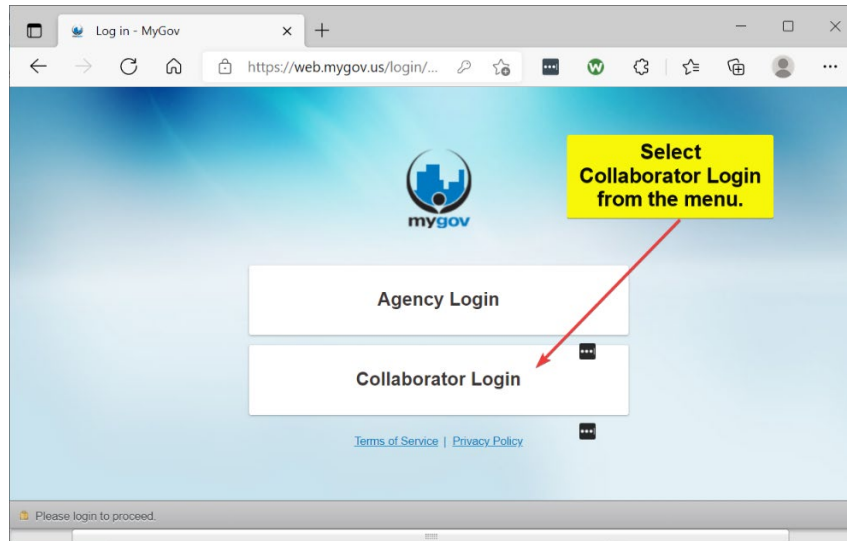 Log in - MyGov
https://web.mygov.us/login/...
Select
Collaborator Login
from the menu.
mygov
Agency Login
Collaborator Login
Terms of Service | Privacy Policy
Please login to proceed.